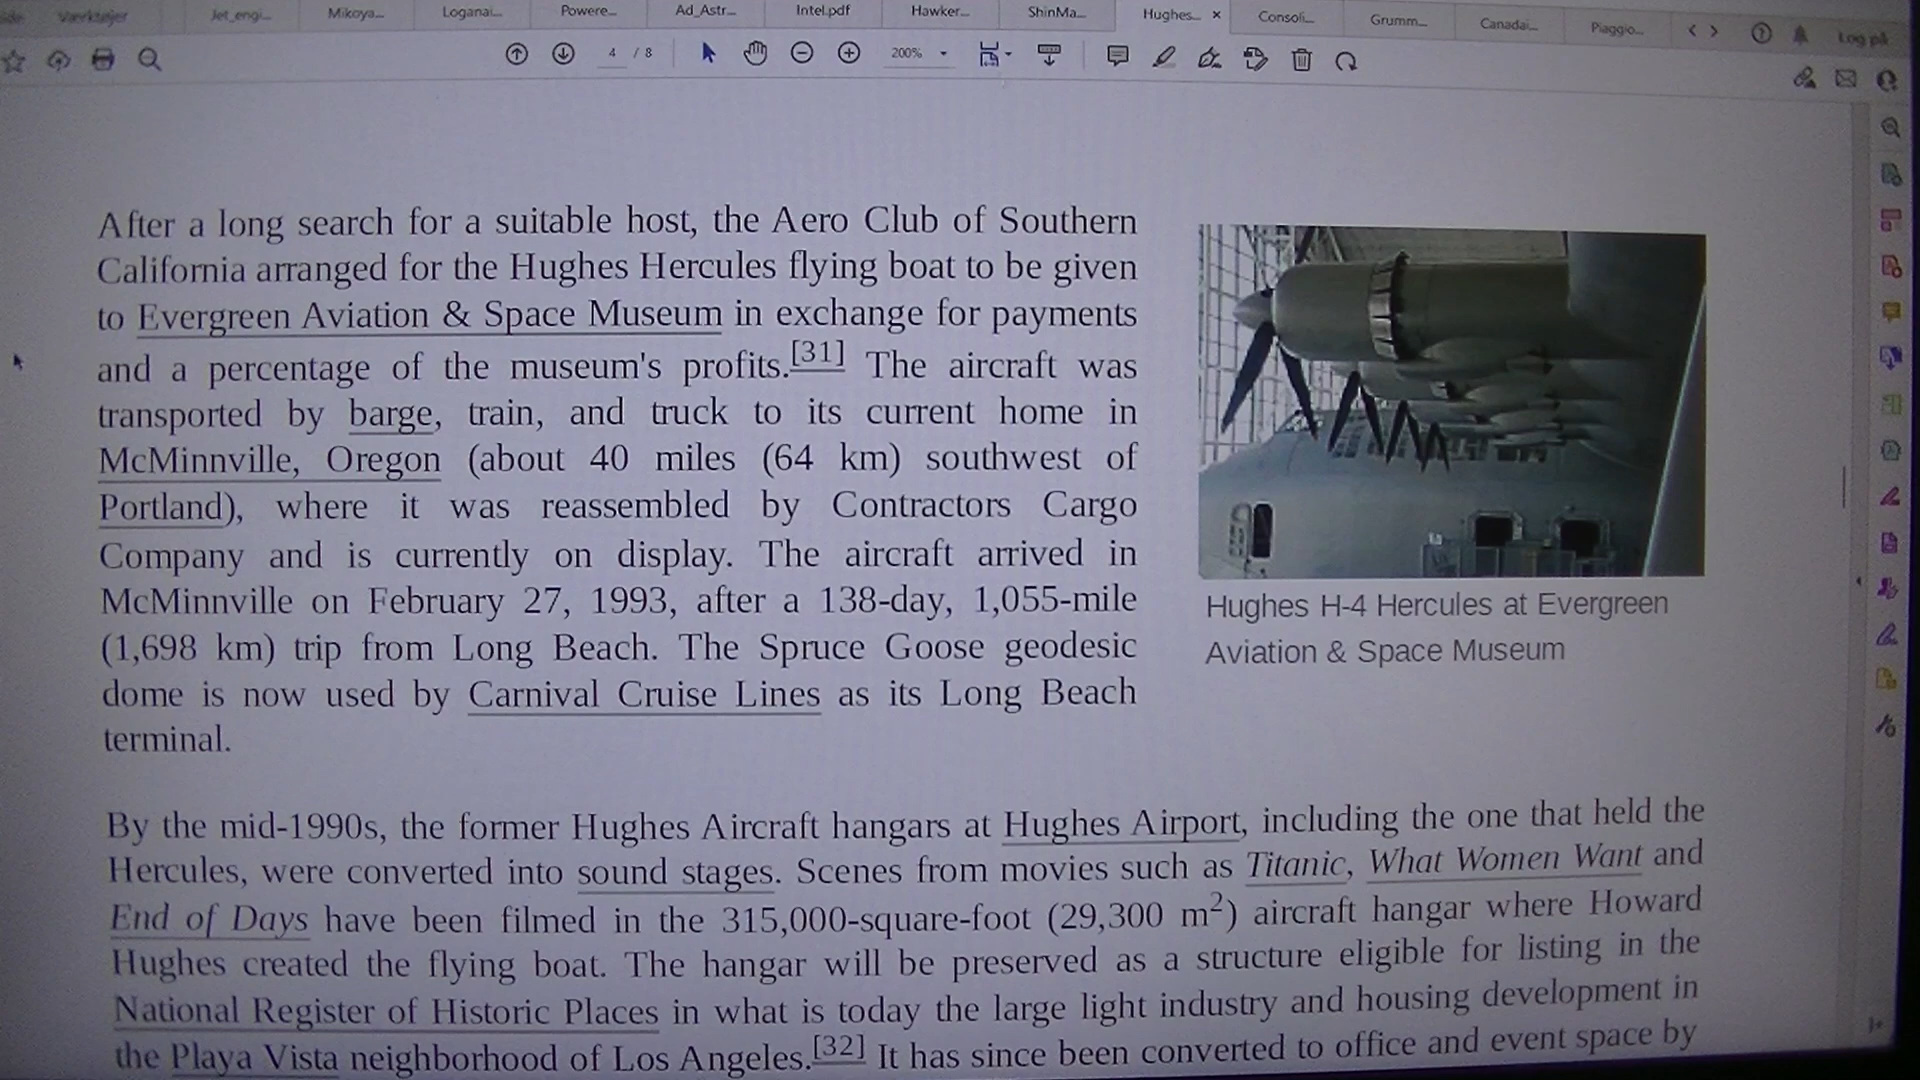 Værktøjer
Jet_engi...
Mikoya...
Loganai...
Powere...
Ad_Astr...
Intel.pdf
Hawker...
ShinMa...
Hughes...
Consoli...
Grumm...
Canadai...
Piaggio...
Log på
4 / 8
200%
After a long search for a suitable host, the Aero Club of Southern
California arranged for the Hughes Hercules flying boat to be given
to Evergreen Aviation & Space Museum in exchange for payments
and a percentage of the museum's profits.[31] The aircraft was
transported by barge, train, and truck to its current home in
McMinnville, Oregon (about 40 miles (64 km) southwest of
Portland), where it was reassembled by Contractors Cargo
Company and is currently on display. The aircraft arrived in
McMinnville on February 27, 1993, after a 138-day, 1,055-mile
(1,698 km) trip from Long Beach. The Spruce Goose geodesic
dome is now used by Carnival Cruise Lines as its Long Beach
terminal.
Hughes H-4 Hercules at Evergreen
Aviation & Space Museum
By the mid-1990s, the former Hughes Aircraft hangars at Hughes Airport, including the one that held the
Hercules, were converted into sound stages. Scenes from movies such as Titanic, What Women Want and
End of Days have been filmed in the 315,000-square-foot (29,300 m²) aircraft hangar where Howard
Hughes created the flying boat. The hangar will be preserved as a structure eligible for listing in the
National Register of Historic Places in what is today the large light industry and housing development in
the Playa Vista neighborhood of Los Angeles.[32] It has since been converted to office and event space by